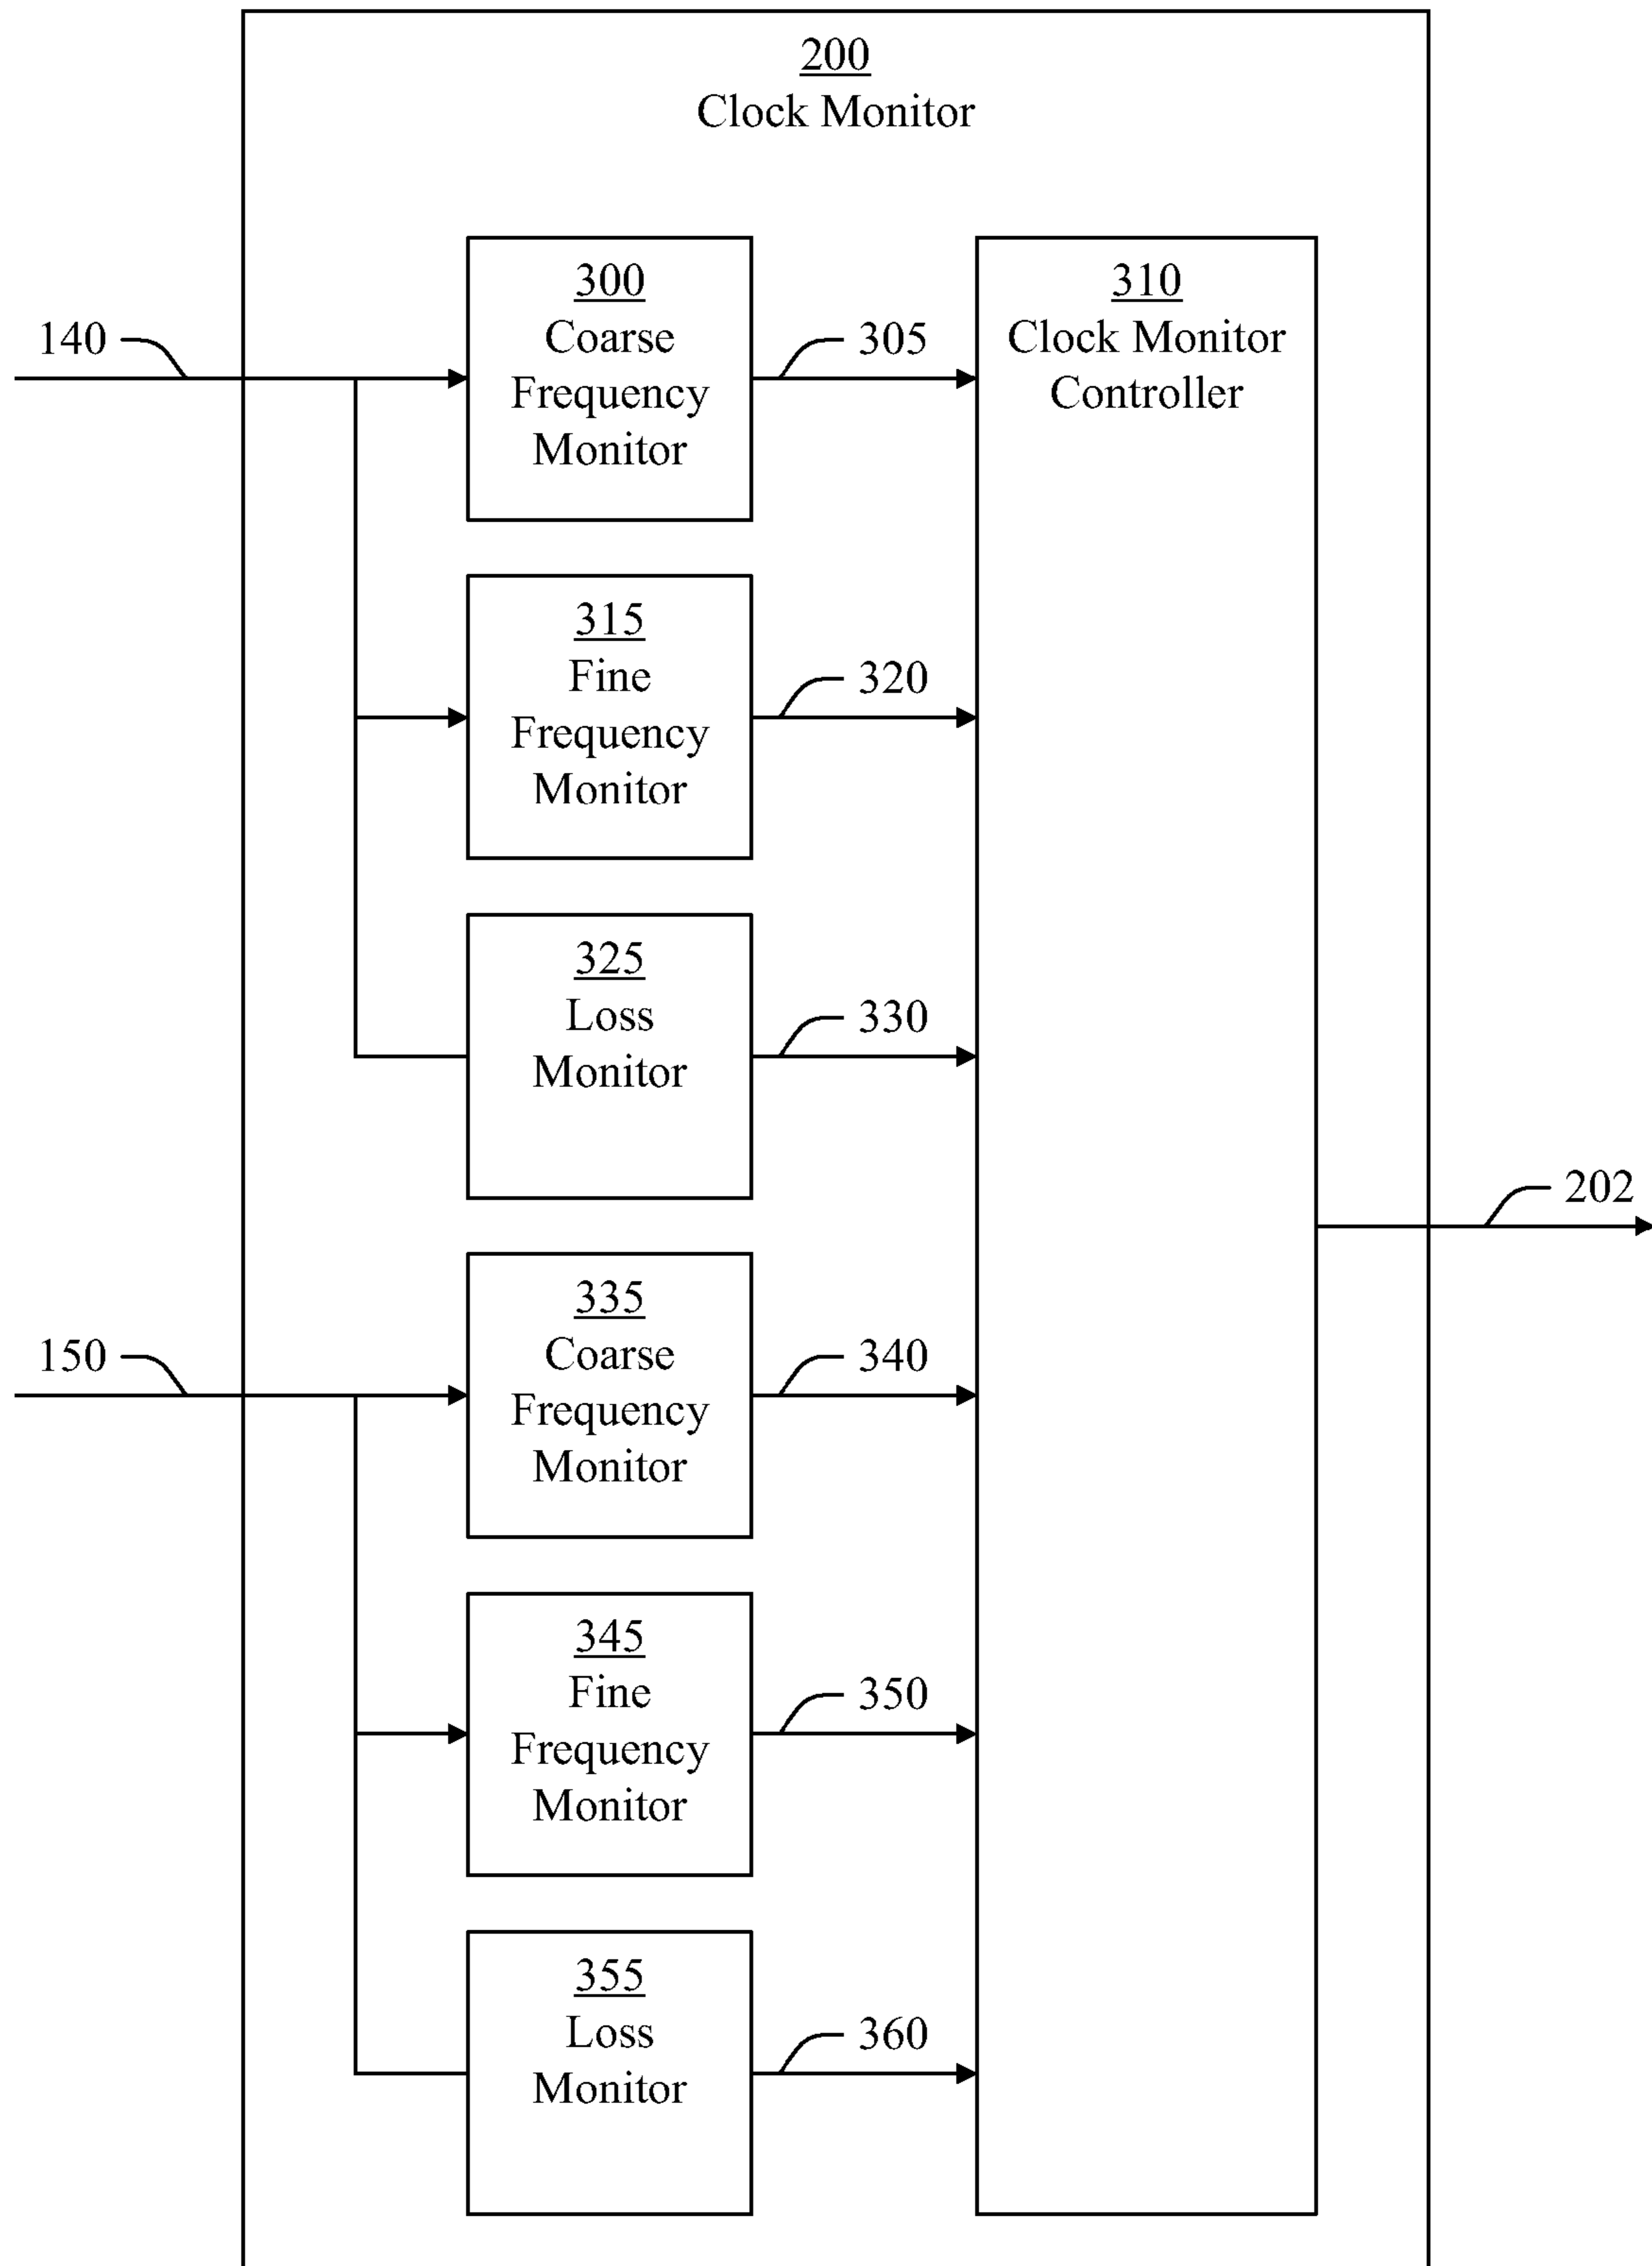 200
Clock Monitor
300
Coarse
Frequency
Monitor
310
Clock Monitor
Controller
140
305
315
Fine
Frequency
Monitor
320
325
Loss
Monitor
330
202
335
Coarse
Frequency
Monitor
150
340
345
Fine
Frequency
Monitor
350
355
Loss
Monitor
360